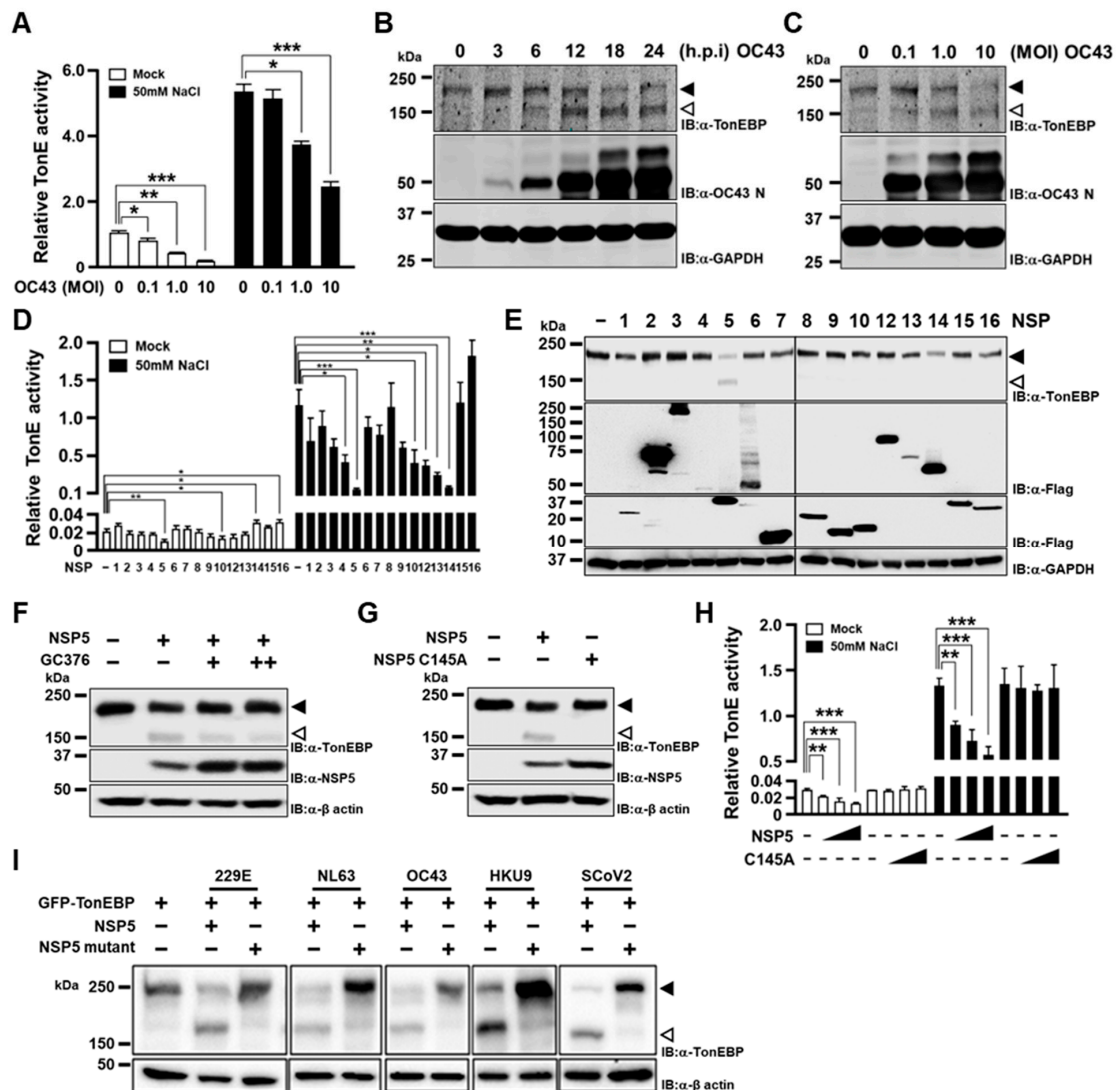 A
Relative TonE activity
6.0
4.0
2.0
0
Mock
50mM NaCl
*
**
***
*
***
OC43 (MOI) 0 0.1 1.0 10 0 0.1 1.0 10
B
kDa
0 3 6 12 18 24 (h.p.i) OC43
250
150
IB:α-TonEBP
50
IB:α-OC43 N
37
25
IB:α-GAPDH
C
kDa
0 0.1 1.0 10 (MOI) OC43
250
150
IB:α-TonEBP
50
IB:α-OC43 N
37
25
IB:α-GAPDH
D
Relative TonE activity
2.0
1.5
1.0
0.5
0.1
0.04
0.02
0
Mock
50mM NaCl
*
*
*
**
***
**
*
*
***
*
NSP – 1 2 3 4 5 6 7 8 9 10 12 13 14 15 16 – 1 2 3 4 5 6 7 8 9 10 12 13 14 15 16
E
kDa
– 1 2 3 4 5 6 7 8 9 10 12 13 14 15 16 NSP
250
150
IB:α-TonEBP
250
150
100
75
50
IB:α-Flag
37
20
10
IB:α-Flag
37
IB:α-GAPDH
F
NSP5 – + + +
GC376 – – + ++
kDa
250
150
IB:α-TonEBP
37
IB:α-NSP5
50
IB:α-β actin
G
NSP5 – + –
NSP5 C145A – – +
kDa
250
150
IB:α-TonEBP
37
IB:α-NSP5
50
IB:α-β actin
H
Relative TonE activity
2.0
1.5
1.0
0.5
0.04
0.02
0
Mock
50mM NaCl
***
***
**
***
***
**
NSP5 – – – – – – – – – –
C145A – – – – – – – – – –
I
229E NL63 OC43 HKU9 SCoV2
GFP-TonEBP + + + + + + + + + + +
NSP5 – + – + – + – + – + –
NSP5 mutant – – + – + – + – + – +
kDa
250
150
IB:α-TonEBP
50
IB:α-β actin